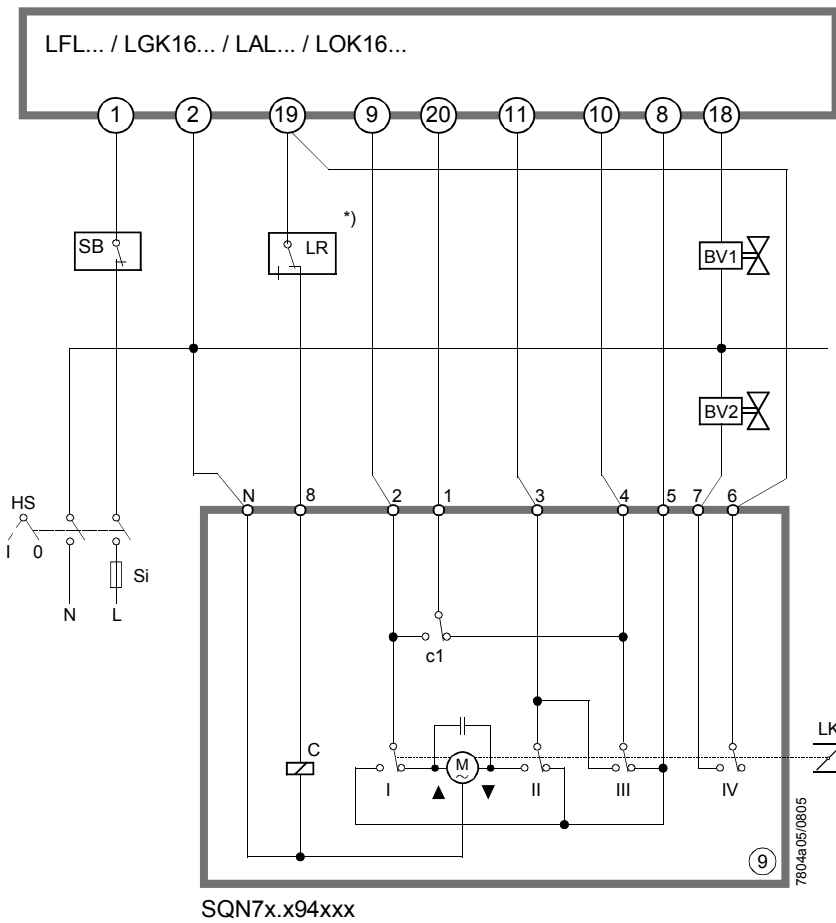 LFL... / LGK16... / LAL... / LOK16...
1 2 19 9 20 11 10 8 18
*)
SB LR BV1
BV2
HS N 8 2 1 3 4 5 7 6
I 0 Si
N L
c1
C LK
M
~
I II III IV
9
7804a05/0805
SQN7x.x94xxx